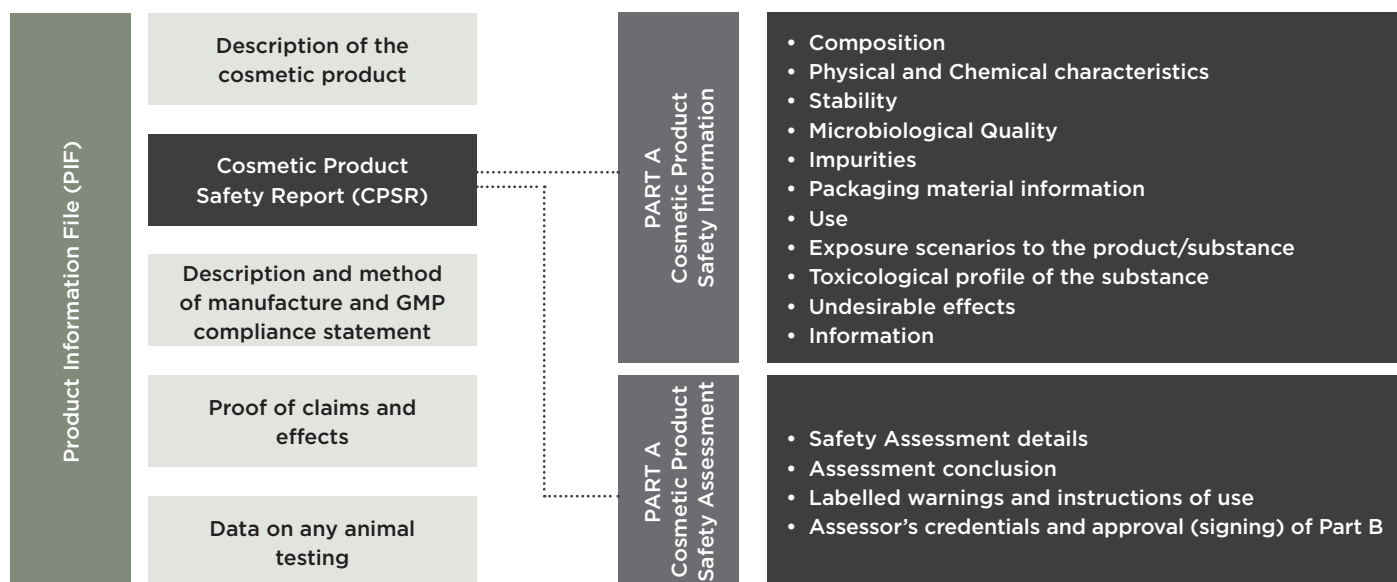 Product Information File (PIF)
Description of the
cosmetic product
Cosmetic Product
Safety Report (CPSR)
Description and method
of manufacture and GMP
compliance statement
Proof of claims and
effects
Data on any animal
testing
PART A
Cosmetic Product
Safety Information
• Composition
• Physical and Chemical characteristics
• Stability
• Microbiological Quality
• Impurities
• Packaging material information
• Use
• Exposure scenarios to the product/substance
• Toxicological profile of the substance
• Undesirable effects
• Information
PART A
Cosmetic Product
Safety Assessment
• Safety Assessment details
• Assessment conclusion
• Labelled warnings and instructions of use
• Assessor's credentials and approval (signing) of Part B